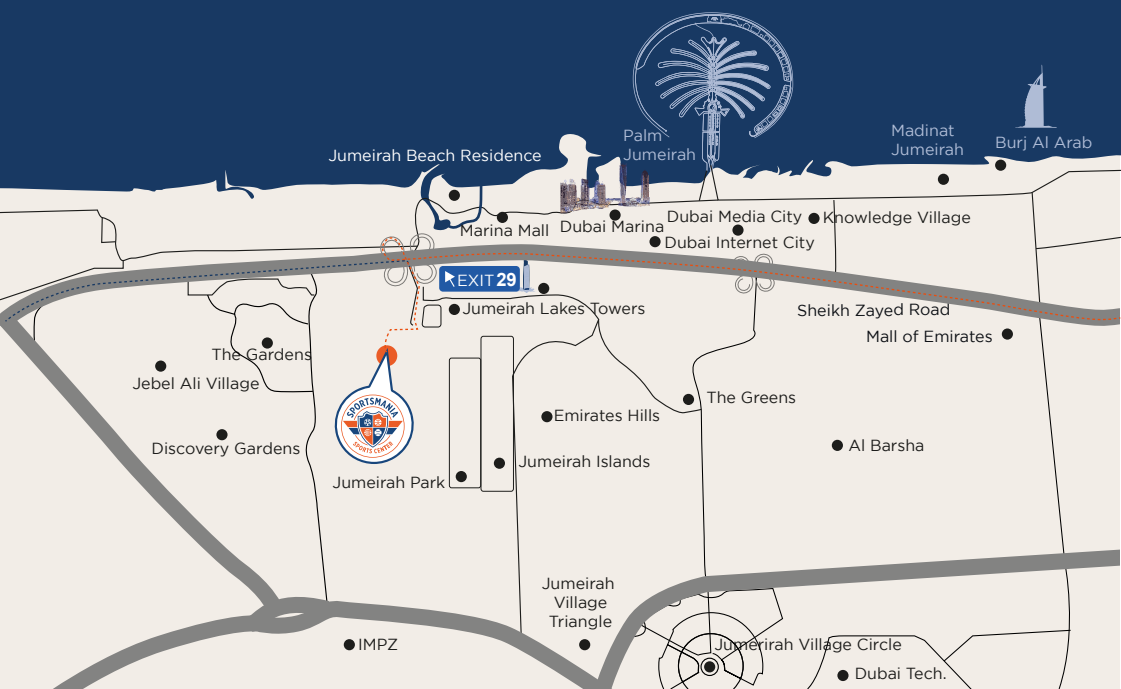 Palm
Jumeirah
Madinat
Jumeirah
Burj Al Arab
Jumeirah Beach Residence
Marina Mall
Dubai Marina
Dubai Media City
Knowledge Village
Dubai Internet City
EXIT 29
Jumeirah Lakes Towers
Sheikh Zayed Road
Mall of Emirates
The Gardens
Jebel Ali Village
The Greens
SPORTSMANIA
SPORTS CENTER
Emirates Hills
Discovery Gardens
Al Barsha
Jumeirah Islands
Jumeirah Park
Jumeirah
Village
Triangle
IMPZ
Jumerirah Village Circle
Dubai Tech.